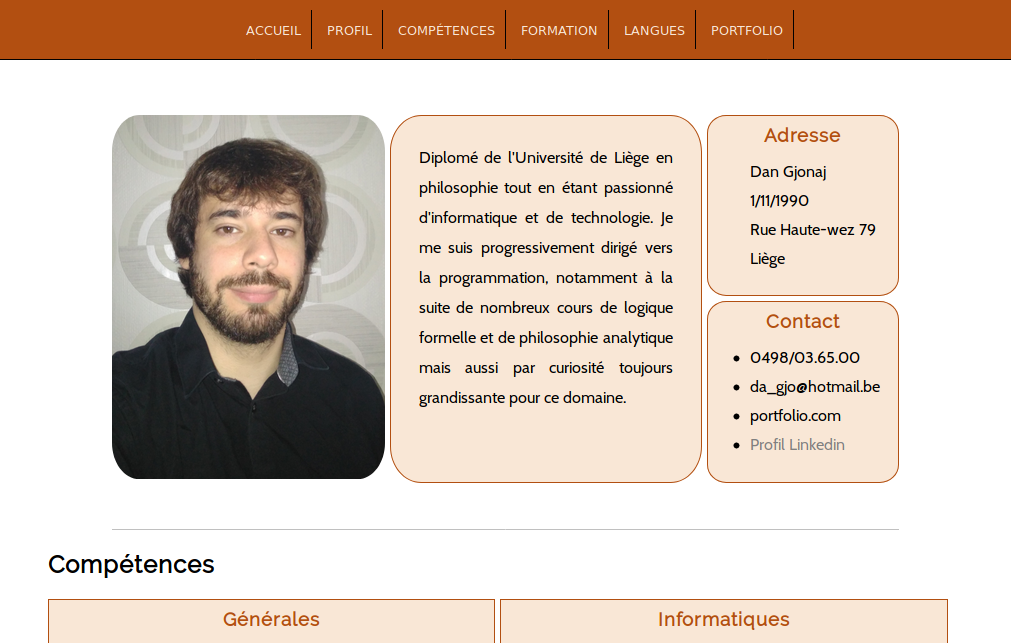 ACCUEIL
PROFIL
COMPÉTENCES
FORMATION
LANGUES
PORTFOLIO
Diplomé de l'Université de Liège en
philosophie tout en étant passionné
d'informatique et de technologie. Je
me suis progressivement dirigé vers
la programmation, notamment à la
suite de nombreux cours de logique
formelle et de philosophie analytique
mais aussi par curiosité toujours
grandissante pour ce domaine.
Adresse
Dan Gjonaj
1/11/1990
Rue Haute-wez 79
Liège
Contact
0498/03.65.00
da_gjo@hotmail.be
portfolio.com
Profil Linkedin
Compétences
Générales
Informatiques